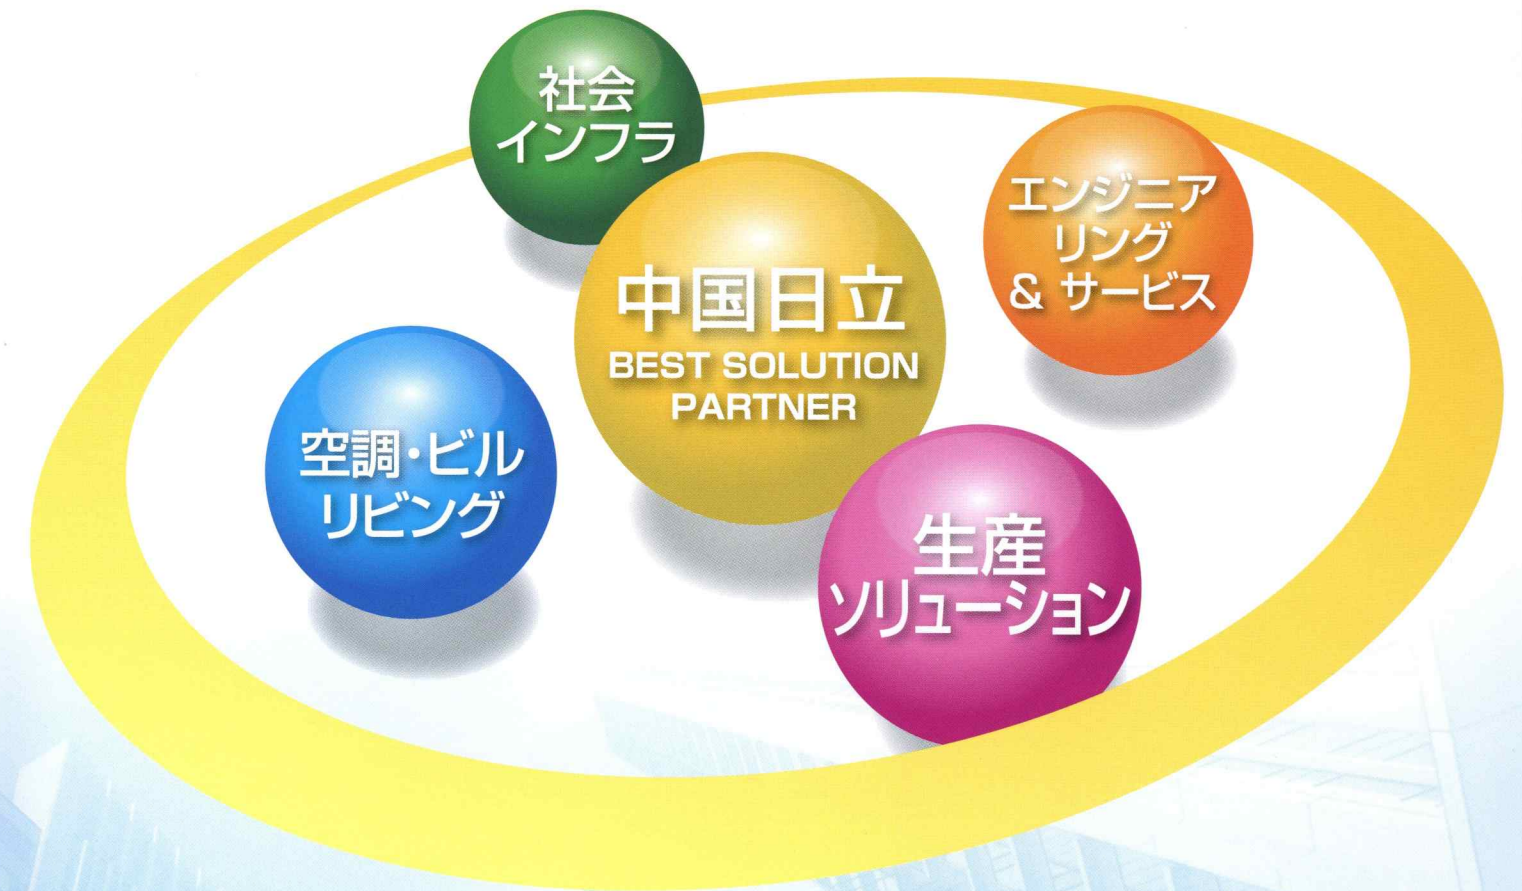 社会
インフラ
エンジニア
リング
& サービス
中国日立
BEST SOLUTION
PARTNER
空調・ビル
リビング
生産
ソリューション